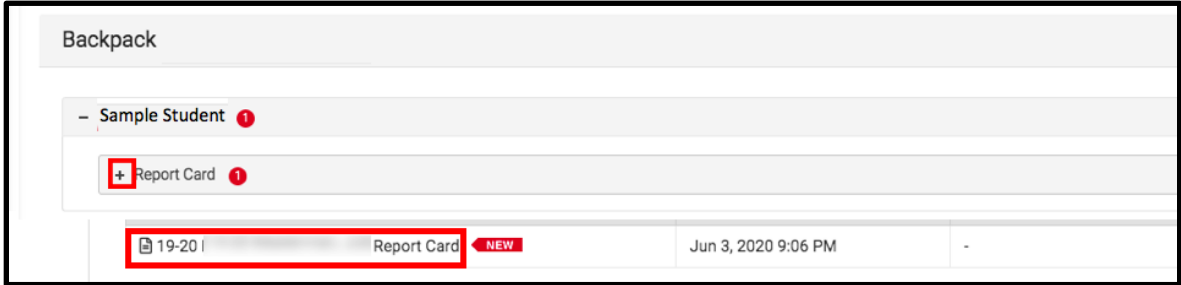 Backpack
– Sample Student 1
+ Report Card 1
19-20 Report Card NEW Jun 3, 2020 9:06 PM -